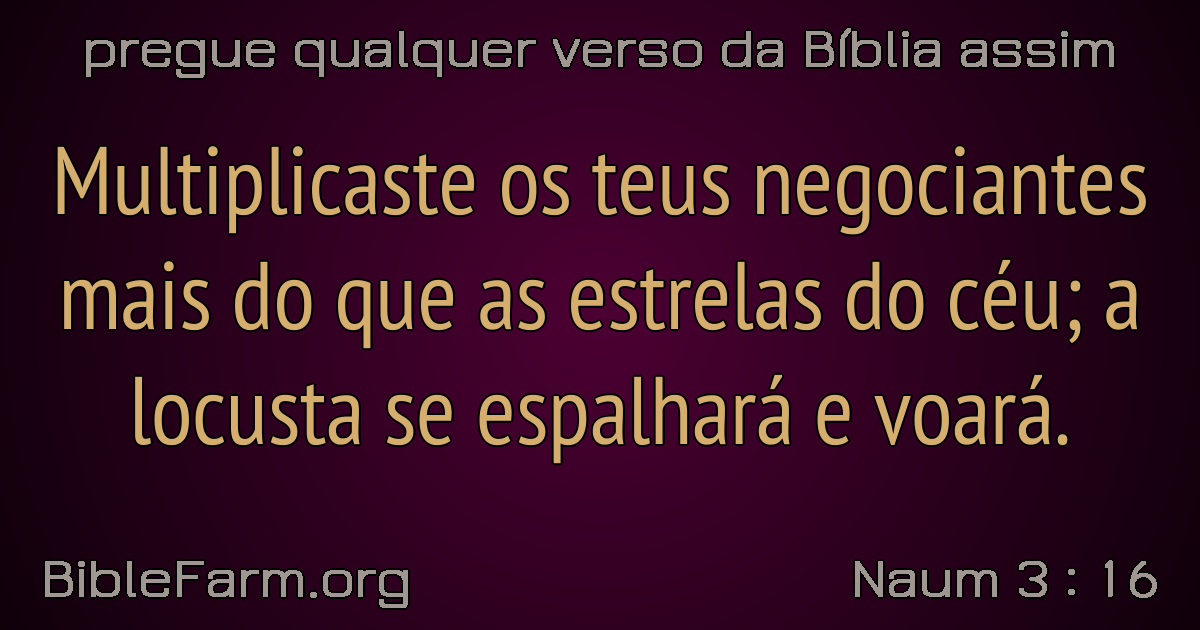 pregue qualquer verso da Bíblia assim
Multiplicaste os teus negociantes
mais do que as estrelas do céu; a
locusta se espalhará e voará.
BibleFarm.org
Naum 3 : 16